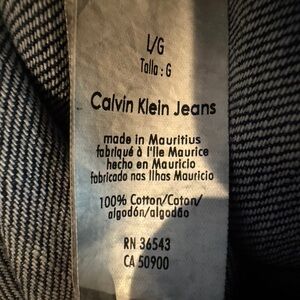 L/G
Talla : G
Calvin Klein Jeans
made in Mauritius
fabriqué à l'Ile Maurice
hecho en Mauricio
fabricado nas Ilhas Mauricio
100% Cotton/Coton/
algodón/algodão
RN 36543
CA 50900